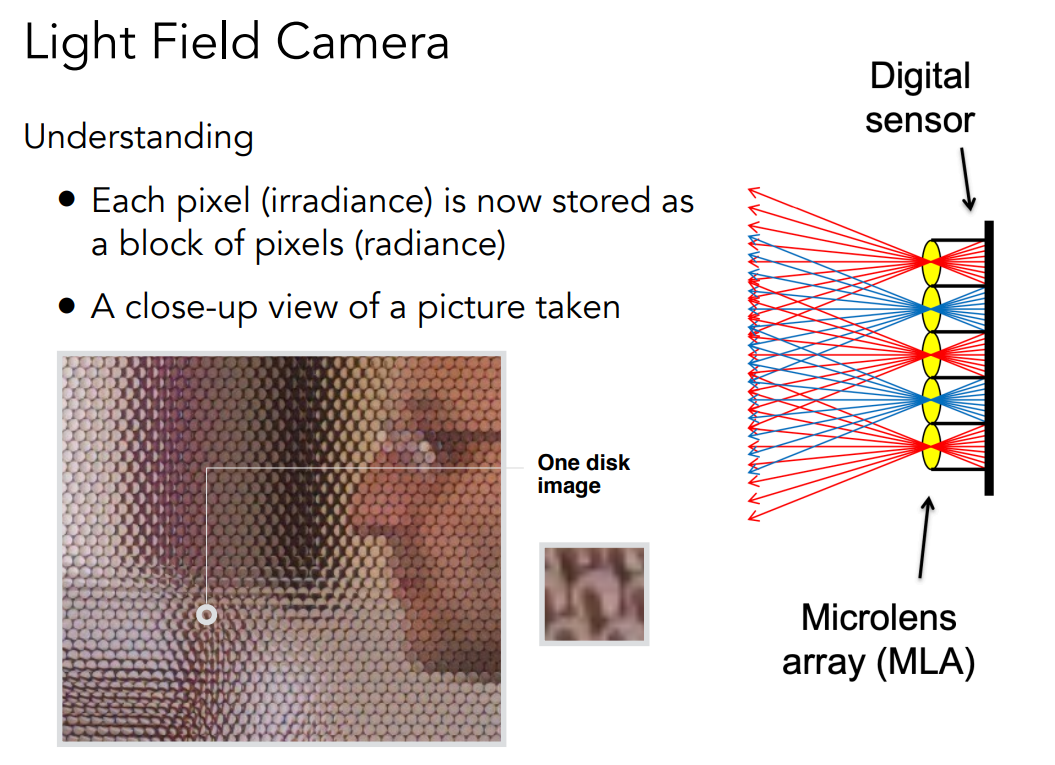 Light Field Camera
Understanding
• Each pixel (irradiance) is now stored as
a block of pixels (radiance)
• A close-up view of a picture taken
One disk
image
Digital
sensor
Microlens
array (MLA)